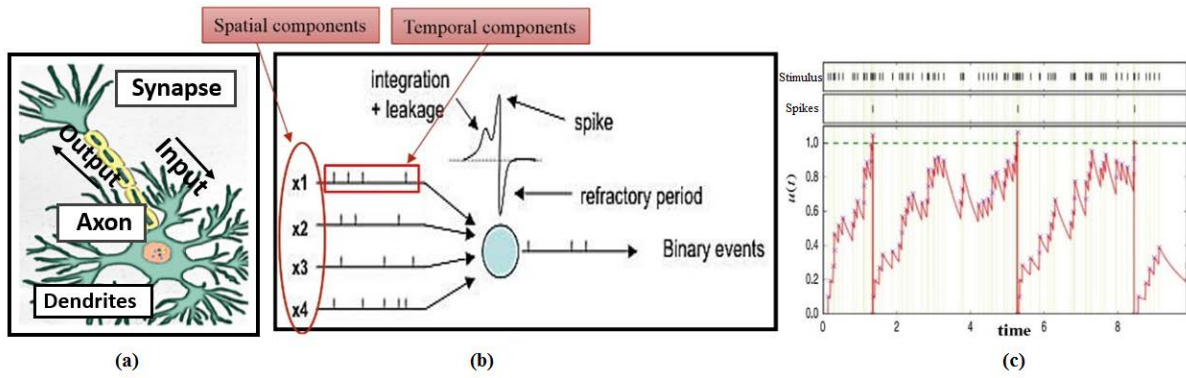 Spatial components
Temporal components
Synapse
Output
Input
Axon
Dendrites
(a)
integration
+ leakage
spike
refractory period
x1
x2
x3
x4
Binary events
(b)
Stimulus
Spikes
1.0
0.8
0.6
0.4
0.2
0.0
u(t)
0
2
4
6
8
time
(c)